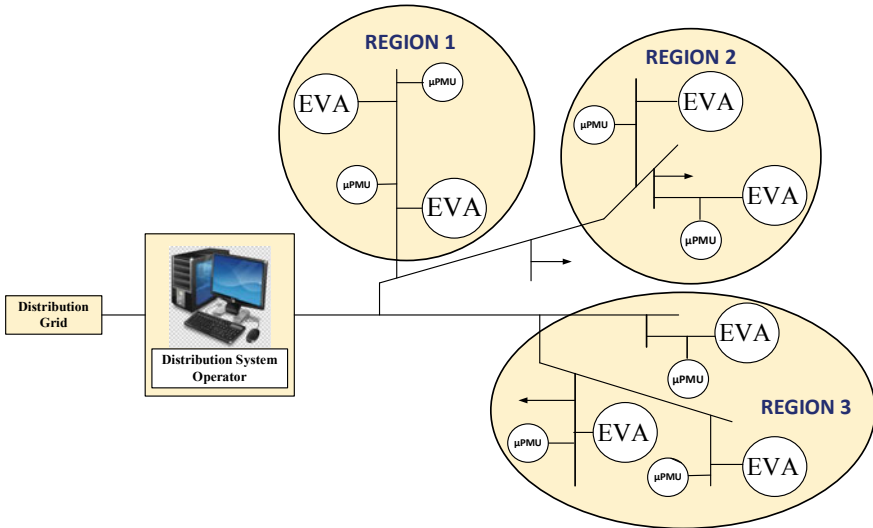 REGION 1
EVA
µPMU
µPMU
EVA
REGION 2
EVA
µPMU
EVA
µPMU
Distribution
Grid
Distribution System
Operator
EVA
µPMU
REGION 3
EVA
µPMU
EVA
µPMU